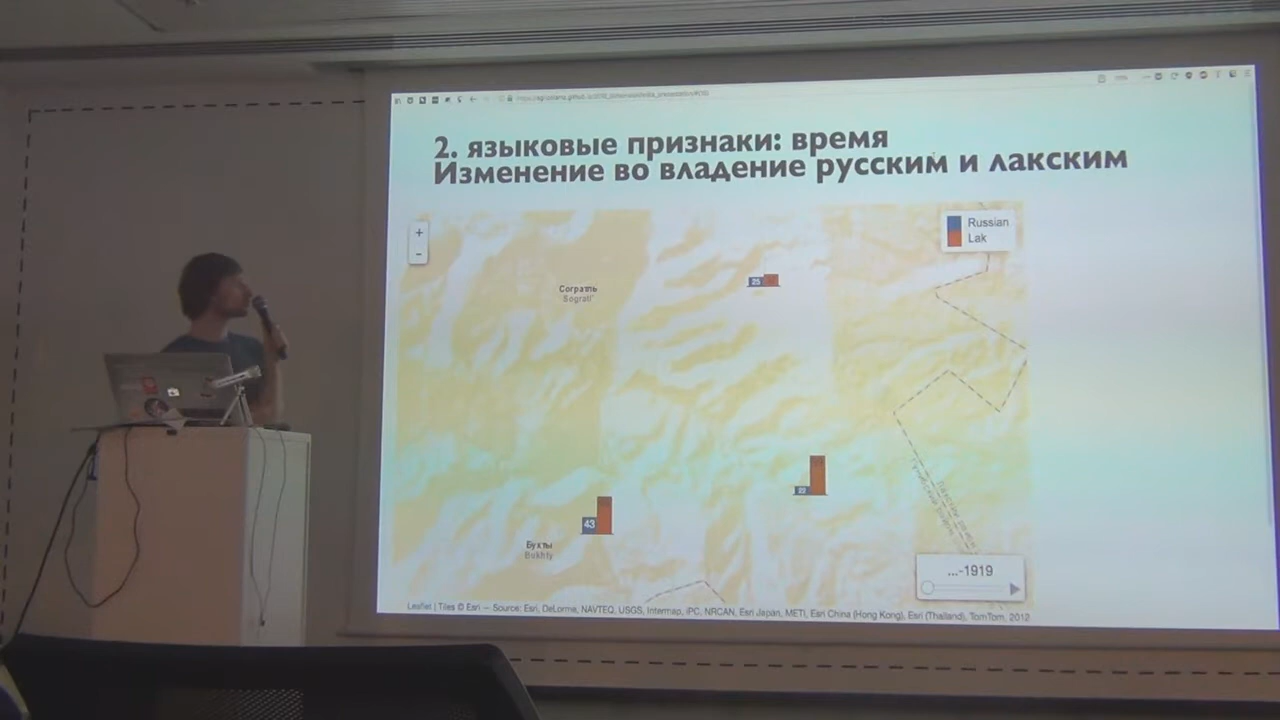 2. языковые признаки: время
Изменение во владение русским и лакским
+
−
Russian
Lak
Согратль
Sogratl'
25
22
43
Бухты
Bukhty
...-1919
Leaflet | Tiles © Esri — Source: Esri, DeLorme, NAVTEQ, USGS, Intermap, iPC, NRCAN, Esri Japan, METI, Esri China (Hong Kong), Esri (Thailand), TomTom, 2012